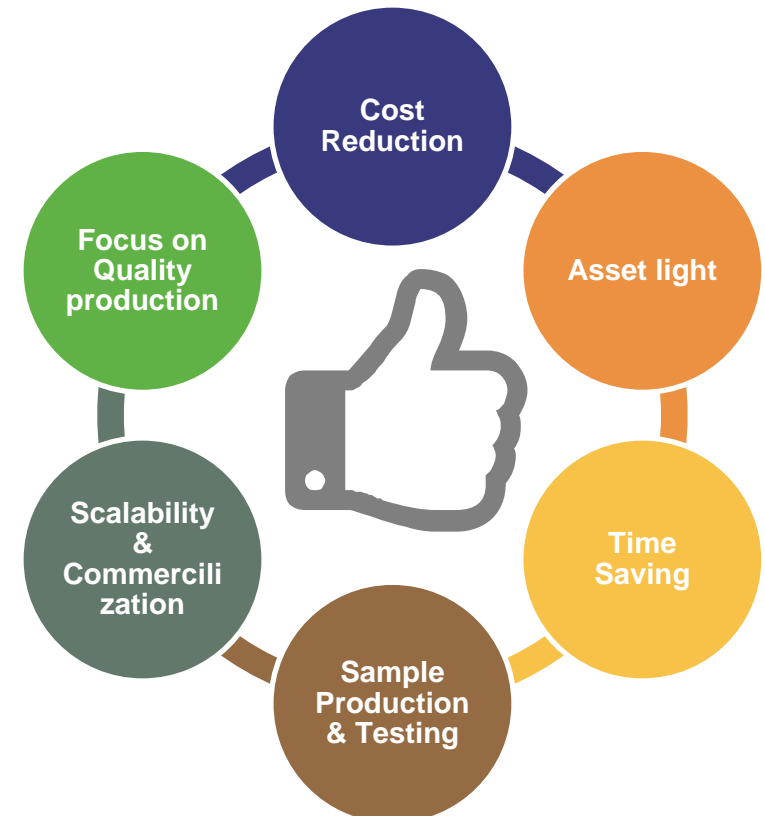 Cost
Reduction
Asset light
Time
Saving
Sample
Production
& Testing
Scalability
&
Commercili
zation
Focus on
Quality
production